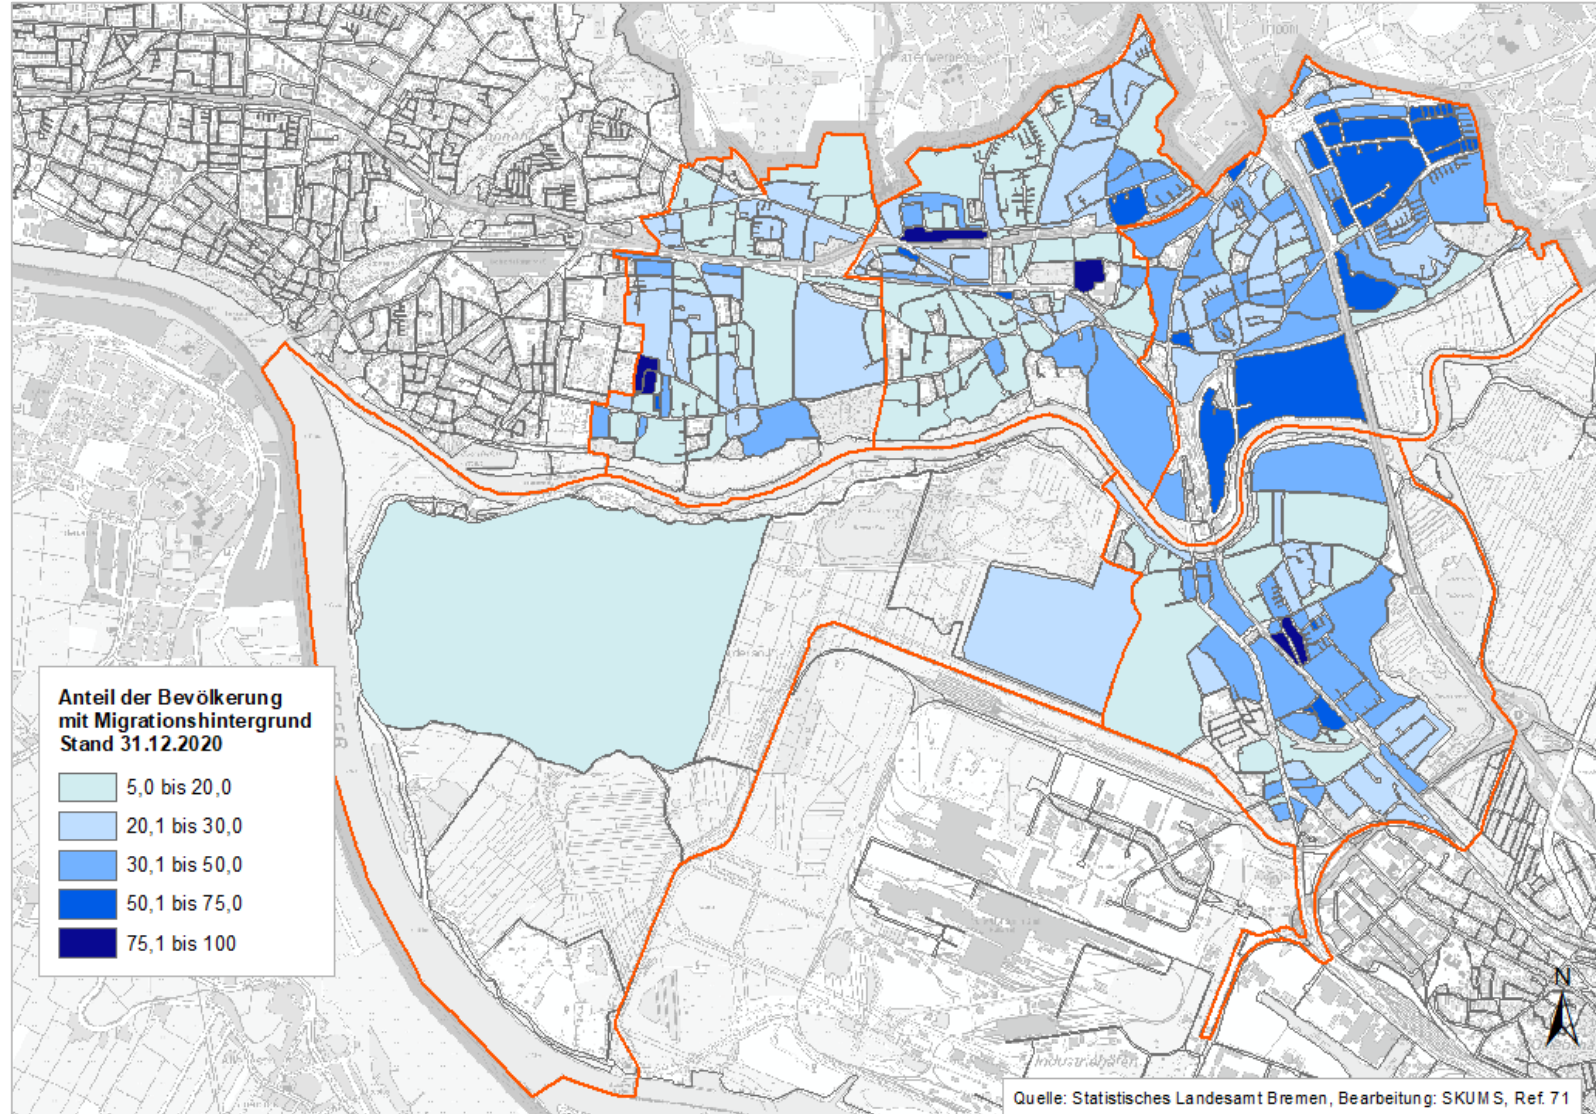 Anteil der Bevölkerung
mit Migrationshintergrund
Stand 31.12.2020
5,0 bis 20,0
20,1 bis 30,0
30,1 bis 50,0
50,1 bis 75,0
75,1 bis 100
N
Quelle: Statistisches Landesamt Bremen, Bearbeitung: SKUMS, Ref. 71